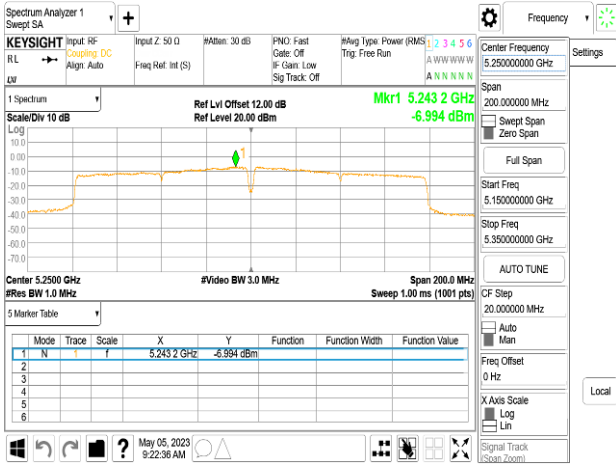 Spectrum Analyzer 1
Swept SA
Frequency
KEYSIGHT
RL
Input: RF
Coupling: DC
Align: Auto
Input Z: 50 Ω
Freq Ref: Int (S)
#Atten: 30 dB
PNO: Fast
Gate: Off
IF Gain: Low
Sig Track: Off
#Avg Type: Power (RMS
Trig: Free Run
1 2 3 4 5 6
A W W W W W
A N N N N N
1 Spectrum
Scale/Div 10 dB
Ref Lvl Offset 12.00 dB
Ref Level 20.00 dBm
Mkr1 5.243 2 GHz
-6.994 dBm
Log
10.0
0.00
-10.0
-20.0
-30.0
-40.0
-50.0
-60.0
-70.0
1
Center 5.2500 GHz
#Res BW 1.0 MHz
#Video BW 3.0 MHz
Span 200.0 MHz
Sweep 1.00 ms (1001 pts)
5 Marker Table
Mode Trace Scale X Y Function Function Width Function Value
1 N 1 f 5.243 2 GHz -6.994 dBm
2
3
4
5
6
May 05, 2023
9:22:36 AM
Center Frequency
5.250000000 GHz
Settings
Span
200.000000 MHz
Swept Span
Zero Span
Full Span
Start Freq
5.150000000 GHz
Stop Freq
5.350000000 GHz
AUTO TUNE
CF Step
20.000000 MHz
Auto
Man
Freq Offset
0 Hz
X Axis Scale
Log
Lin
Local
Signal Track
(Span Zoom)